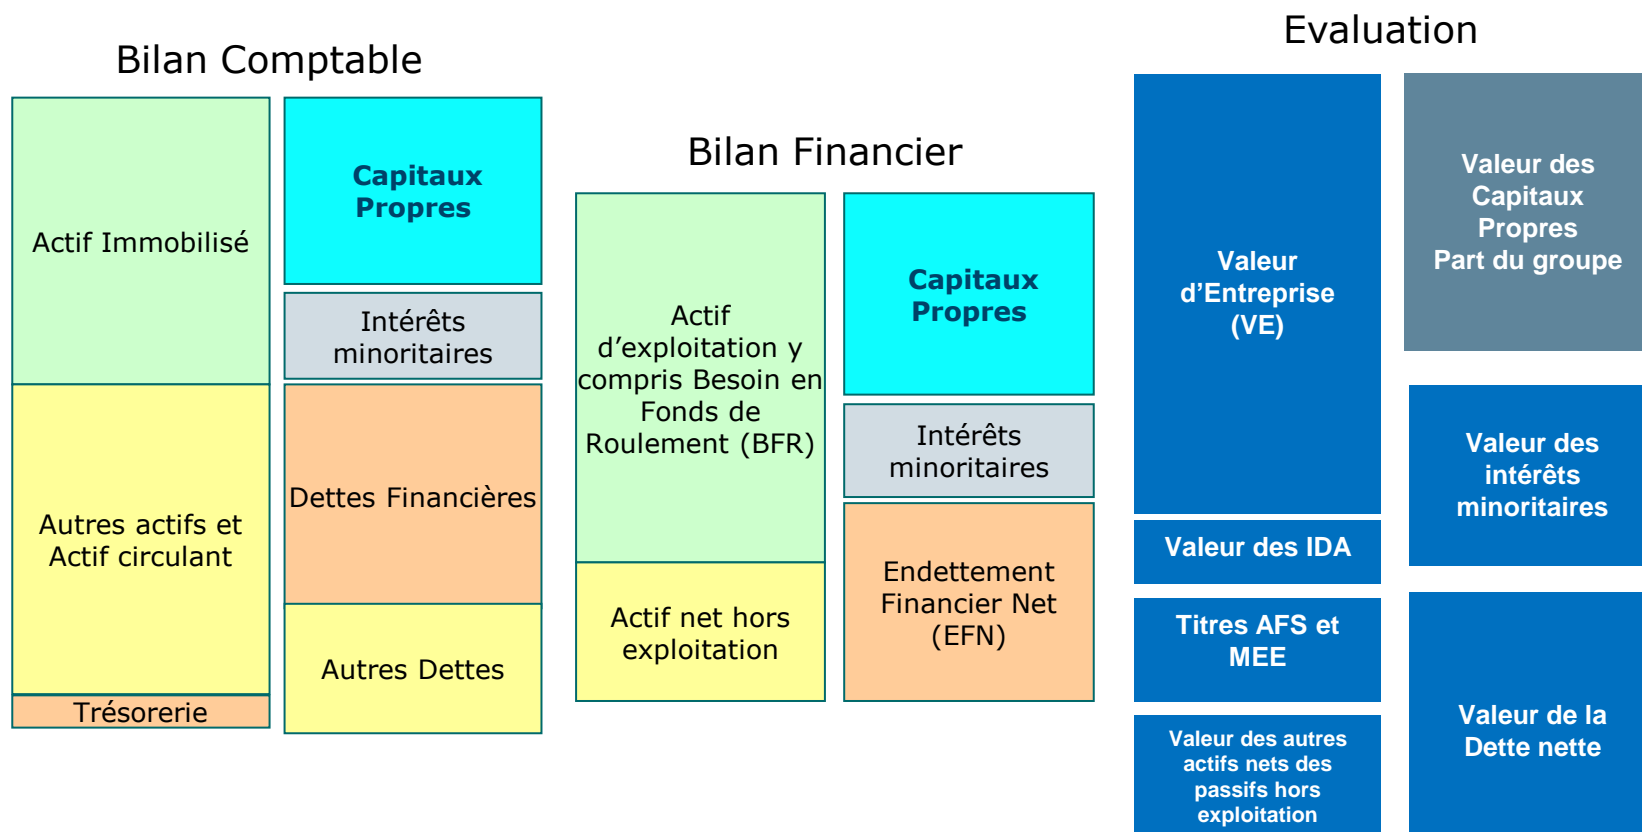 Bilan Comptable
Actif Immobilisé
Autres actifs et
Actif circulant
Trésorerie
Capitaux
Propres
Intérêts
minoritaires
Dettes Financières
Autres Dettes
Bilan Financier
Actif
d’exploitation y
compris Besoin en
Fonds de
Roulement (BFR)
Actif net hors
exploitation
Capitaux
Propres
Intérêts
minoritaires
Endettement
Financier Net
(EFN)
Evaluation
Valeur
d’Entreprise
(VE)
Valeur des IDA
Titres AFS et
MEE
Valeur des autres
actifs nets des
passifs hors
exploitation
Valeur des
Capitaux
Propres
Part du groupe
Valeur des
intérêts
minoritaires
Valeur de la
Dette nette